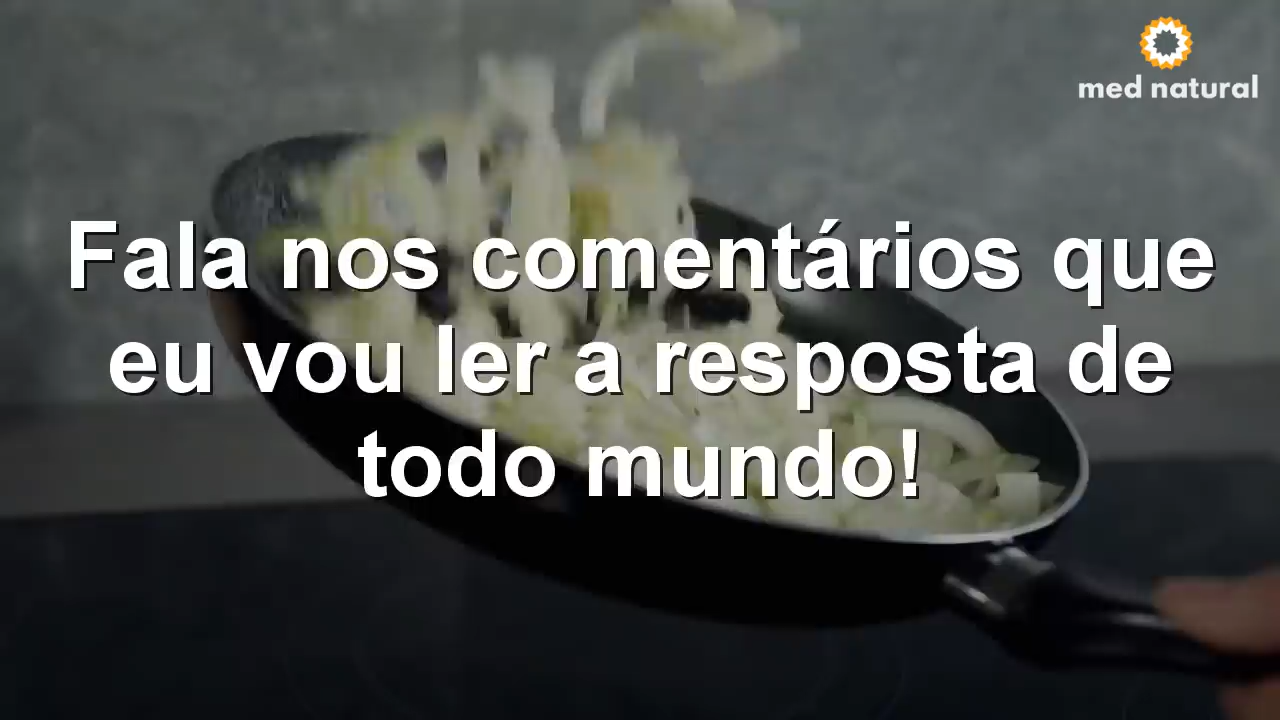 med natural
Fala nos comentários que
eu vou ler a resposta de
todo mundo!